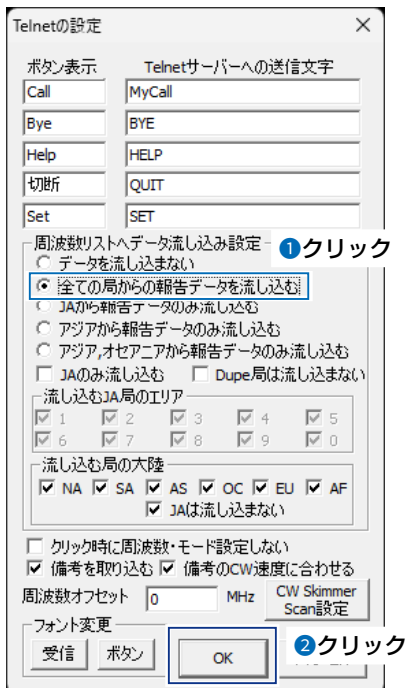 Telnetの設定
ボタン表示 Telnetサーバーへの送信文字
Call MyCall
Bye BYE
Help HELP
切断 QUIT
Set SET
周波数リストへデータ流し込み設定
❶クリック
データを流し込まない
全ての局からの報告データを流し込む
JAから報告データのみ流し込む
アジアから報告データのみ流し込む
アジア,オセアニアから報告データのみ流し込む
JAのみ流し込む Dupe局は流し込まない
流し込むJA局のエリア
1 2 3 4 5
6 7 8 9 0
流し込む局の大陸
NA SA AS OC EU AF
JAは流し込まない
クリック時に周波数・モード設定しない
備考を取り込む 備考のCW速度に合わせる
周波数オフセット 0 MHz CW Skimmer
Scan設定
フォント変更
受信 ボタン OK ❷クリック